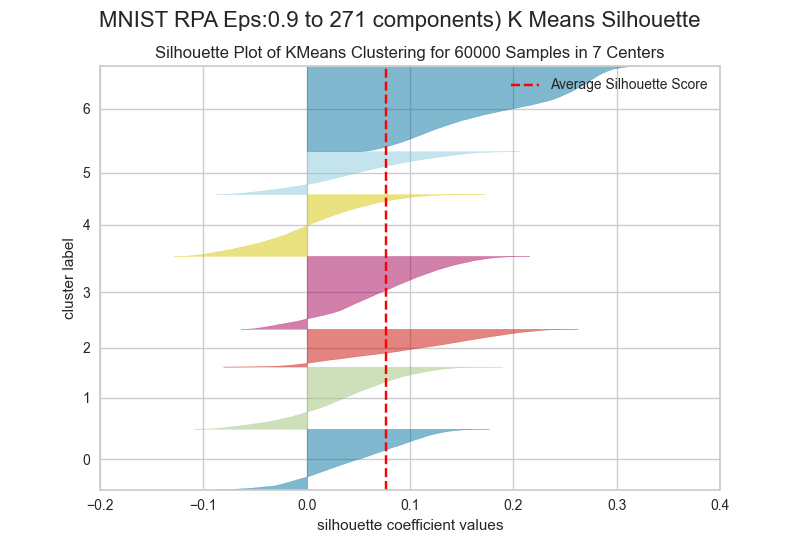 MNIST RPA Eps:0.9 to 271 components) K Means Silhouette
Silhouette Plot of KMeans Clustering for 60000 Samples in 7 Centers
Average Silhouette Score
6
5
4
3
2
1
0
cluster label
−0.2 −0.1 0.0 0.1 0.2 0.3 0.4
silhouette coefficient values